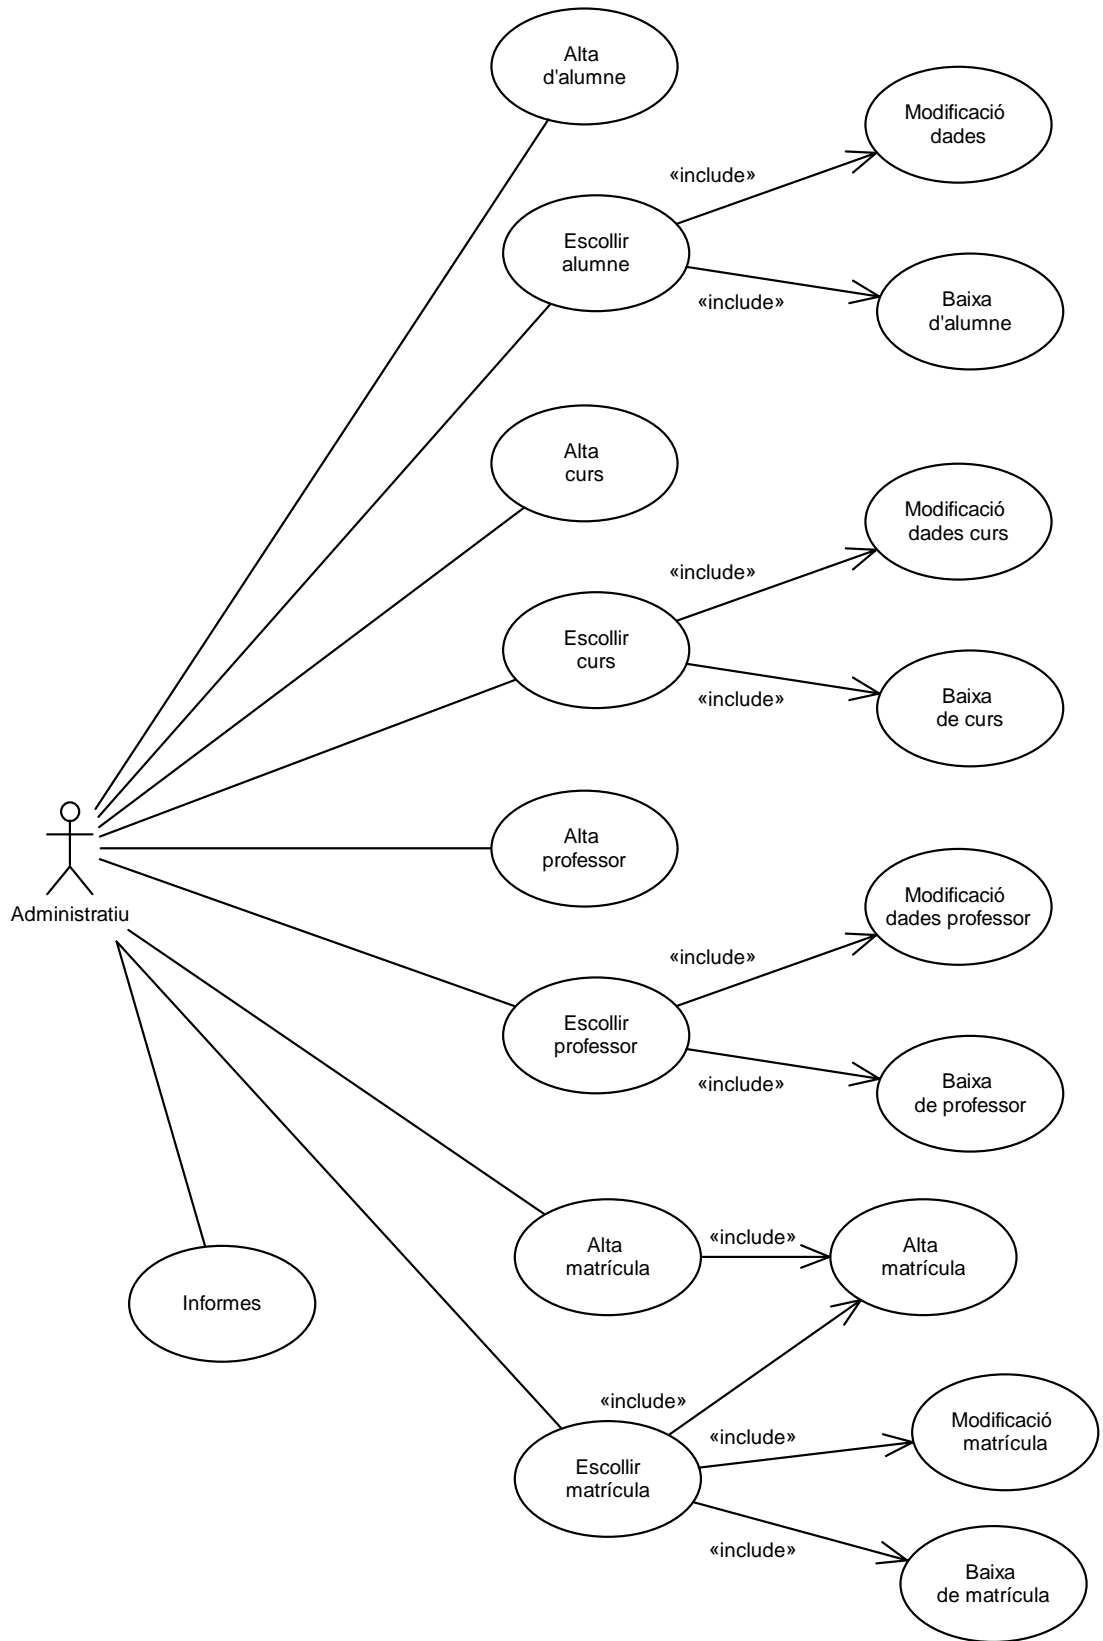 Alta
d'alumne
Modificació
dades
«include»
Escollir
alumne
«include»
Baixa
d'alumne
Alta
curs
Modificació
dades curs
«include»
Escollir
curs
«include»
Baixa
de curs
Alta
professor
Administratiu
Modificació
dades professor
«include»
Escollir
professor
«include»
Baixa
de professor
Alta
matrícula
«include»
Alta
matrícula
Informes
«include»
Escollir
matrícula
«include»
Modificació
matrícula
«include»
Baixa
de matrícula